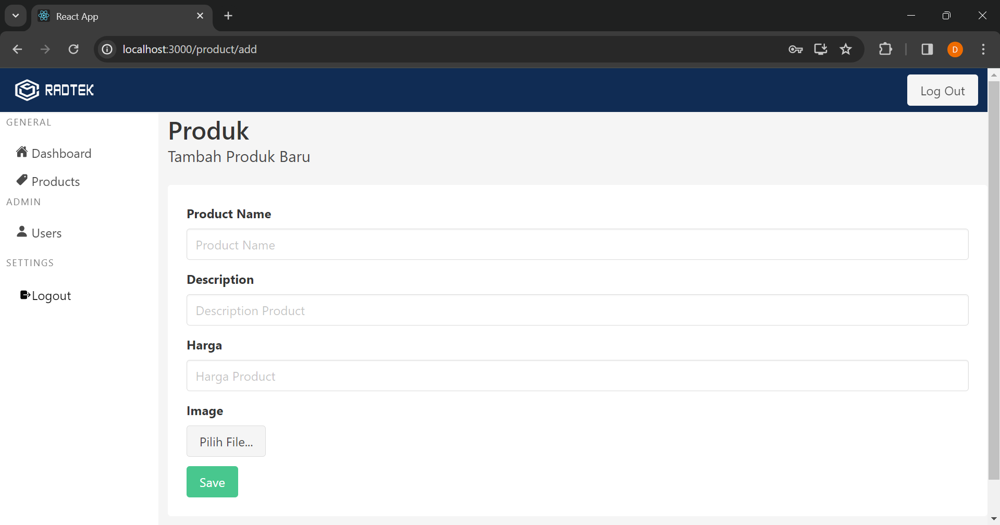 React App
localhost:3000/product/add
D
RADTEK
Log Out
GENERAL
Dashboard
Products
ADMIN
Users
SETTINGS
Logout
Produk
Tambah Produk Baru
Product Name
Product Name
Description
Description Product
Harga
Harga Product
Image
Pilih File...
Save